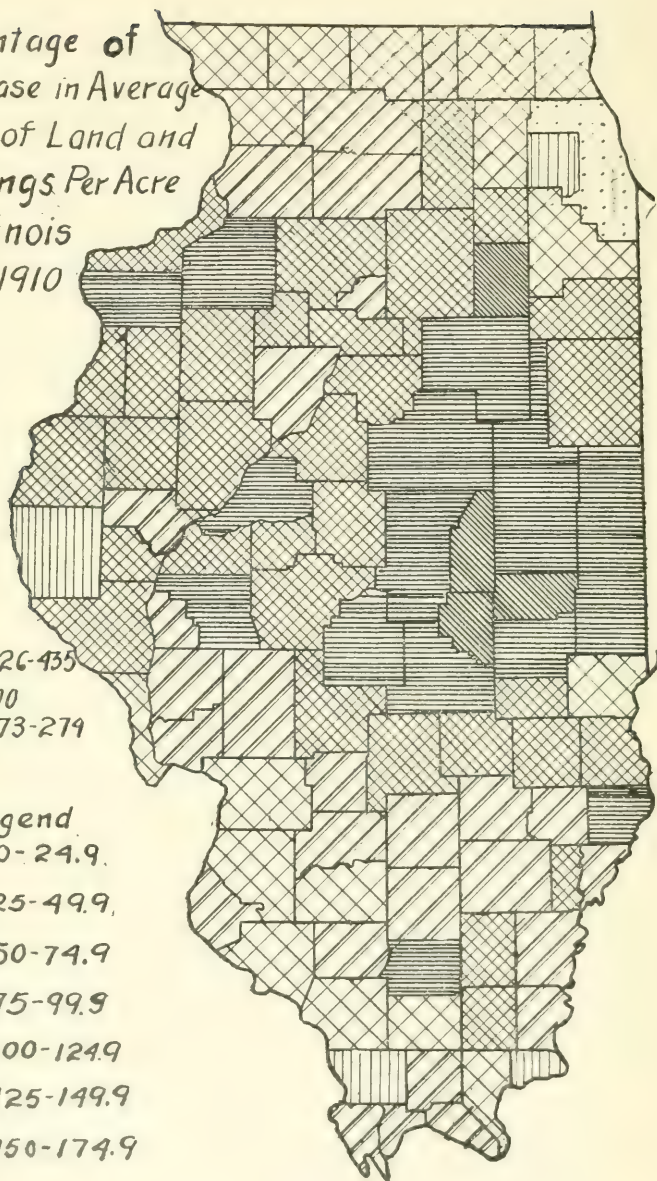 ntage of
ase in Average
of Land and
ngs Per Acre
inois
1910
26-435
10
73-279
gend
0-24.9
25-49.9
50-74.9
75-99.9
00-124.9
125-149.9
150-174.9